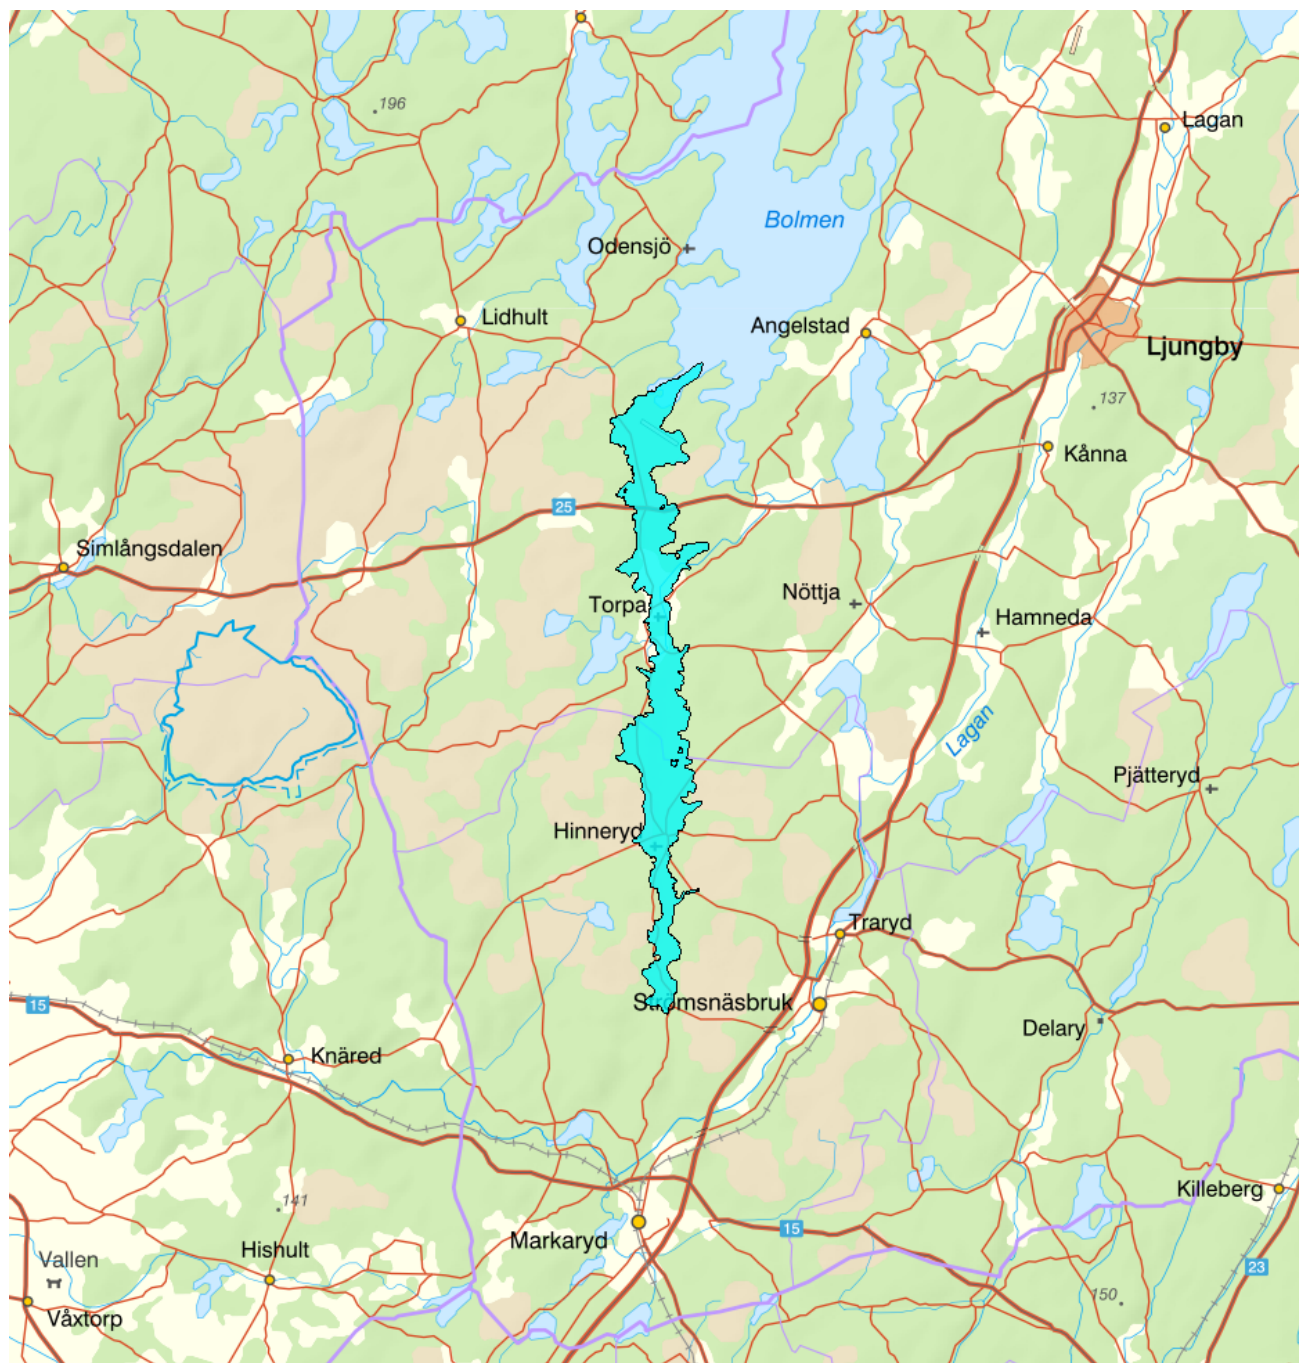 196
Lagan
Bolmen
Odensjö
Lidhult
Angelstad
Ljungby
137
Kånna
25
Simlångsdalen
Nöttja
Torpa
Hamneda
Lagan
Pjätteryd
Hinneryd
Traryd
15
Strömsnäsbruk
Delary
Knäred
Killeberg
141
15
Markaryd
Hishult
Vallen
23
150
Våxtorp